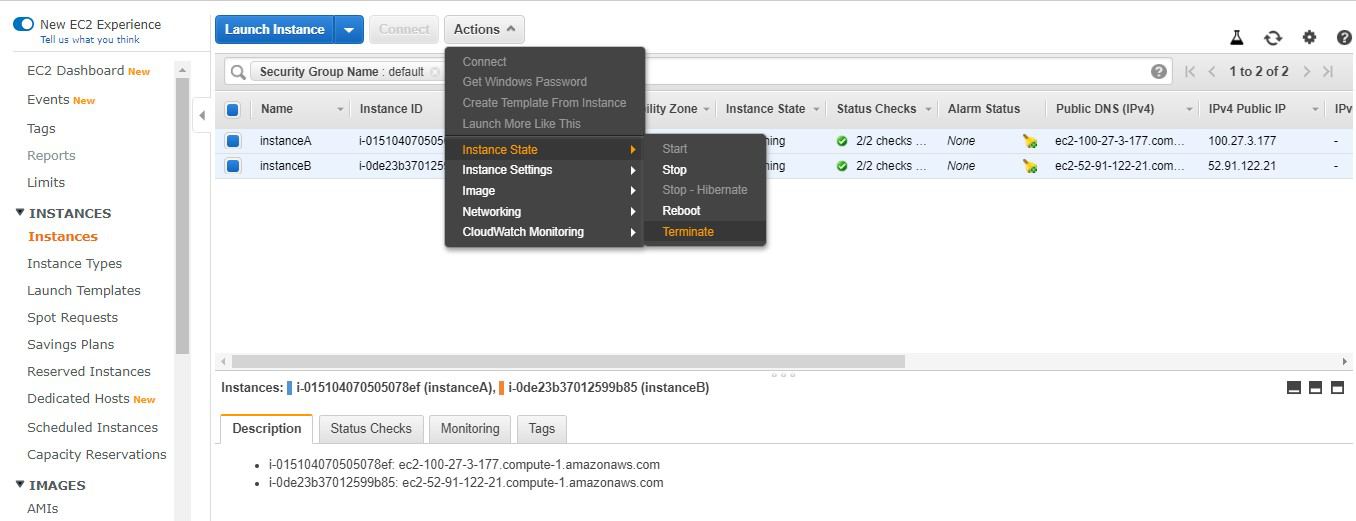 New EC2 Experience
Tell us what you think
EC2 Dashboard New
Events New
Tags
Reports
Limits
INSTANCES
Instances
Instance Types
Launch Templates
Spot Requests
Savings Plans
Reserved Instances
Dedicated Hosts New
Scheduled Instances
Capacity Reservations
IMAGES
AMIs
Launch Instance Connect Actions
Connect
Get Windows Password
Create Template From Instance
Launch More Like This
Instance State
Instance Settings
Image
Networking
CloudWatch Monitoring
Start
Stop
Stop - Hibernate
Reboot
Terminate
Security Group Name : default
1 to 2 of 2
Name Instance ID ility Zone Instance State Status Checks Alarm Status Public DNS (IPv4) IPv4 Public IP IPv
instanceA i-015104070505 ning 2/2 checks ... None ec2-100-27-3-177.com... 100.27.3.177 -
instanceB i-0de23b37012 ning 2/2 checks ... None ec2-52-91-122-21.com... 52.91.122.21 -
Instances: i-015104070505078ef (instanceA), i-0de23b37012599b85 (instanceB)
Description Status Checks Monitoring Tags
i-015104070505078ef: ec2-100-27-3-177.compute-1.amazonaws.com
i-0de23b37012599b85: ec2-52-91-122-21.compute-1.amazonaws.com